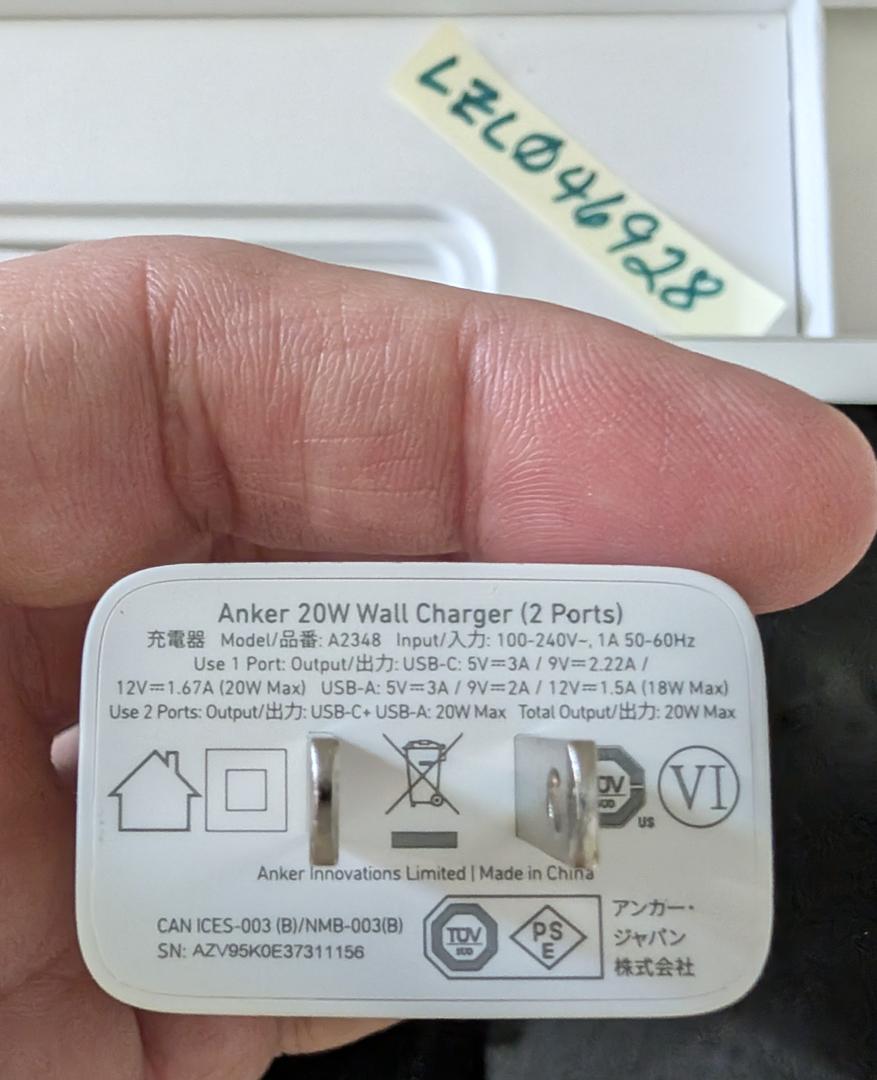 LZL046928
Anker 20W Wall Charger (2 Ports)
充電器 Model/品番: A2348 Input/入力: 100-240V~, 1A 50-60Hz
Use 1 Port: Output/出力: USB-C: 5V⎓3A / 9V⎓2.22A /
12V⎓1.67A (20W Max) USB-A: 5V⎓3A / 9V⎓2A / 12V⎓1.5A (18W Max)
Use 2 Ports: Output/出力: USB-C+ USB-A: 20W Max Total Output/出力: 20W Max
US
VI
Anker Innovations Limited | Made in China
CAN ICES-003 (B)/NMB-003(B)
SN: AZV95K0E37311156
TÜV
SÜD
PS
E
アンカー・
ジャパン
株式会社